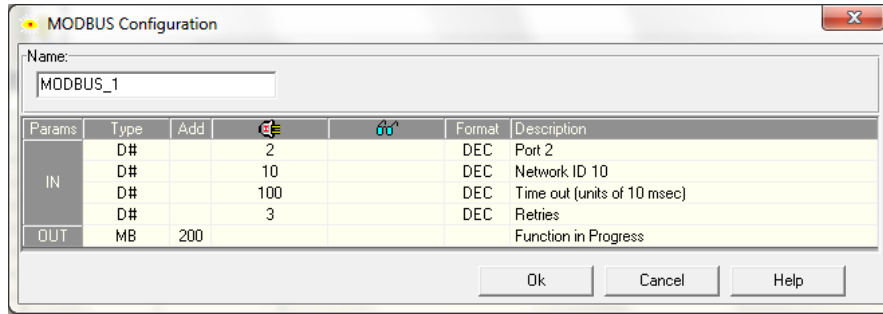 MODBUS Configuration
Name:
MODBUS_1
Params Type Add Format Description
IN
D# 2 DEC Port 2
D# 10 DEC Network ID 10
D# 100 DEC Time out (units of 10 msec)
D# 3 DEC Retries
OUT MB 200 Function in Progress
Ok Cancel Help